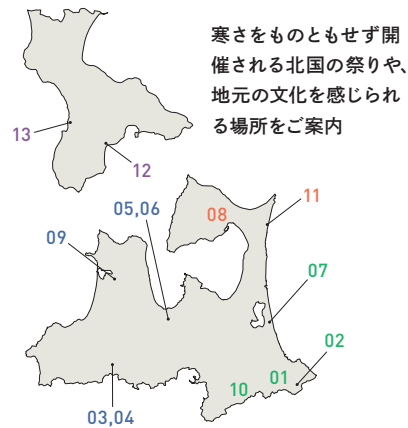 寒さをものともせず開
催される北国の祭りや、
地元の文化を感じられ
る場所をご案内
13
12
05,06
08
11
09
07
02
01
10
03,04